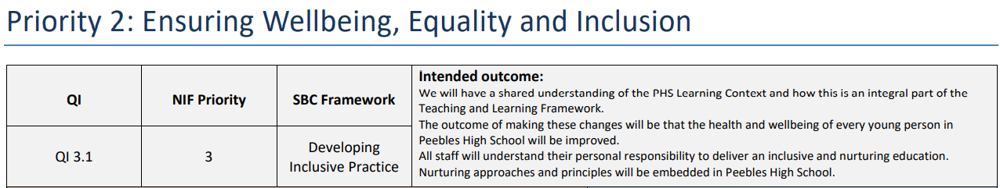 Priority 2: Ensuring Wellbeing, Equality and Inclusion
QI
NIF Priority
SBC Framework
QI 3.1
3
Developing
Inclusive Practice
Intended outcome:
We will have a shared understanding of the PHS Learning Context and how this is an integral part of the
Teaching and Learning Framework.
The outcome of making these changes will be that the health and wellbeing of every young person in
Peebles High School will be improved.
All staff will understand their personal responsibility to deliver an inclusive and nurturing education.
Nurturing approaches and principles will be embedded in Peebles High School.